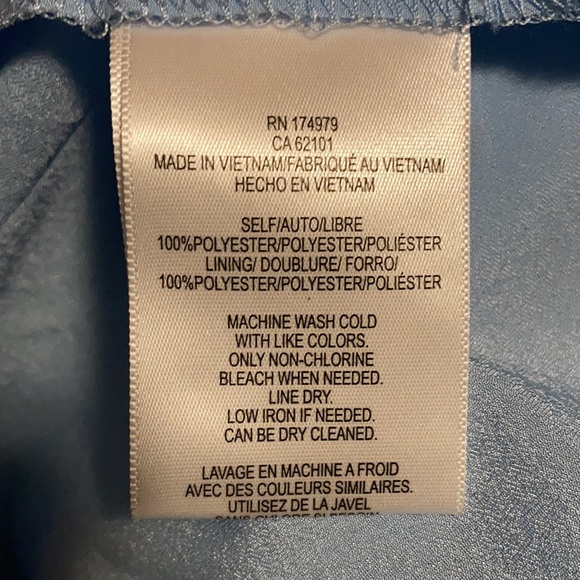 RN 174979
CA 62101
MADE IN VIETNAM/FABRIQUÉ AU VIETNAM/
HECHO EN VIETNAM
SELF/AUTO/LIBRE
100%POLYESTER/POLYESTER/POLIÉSTER
LINING/ DOUBLURE/ FORRO/
100%POLYESTER/POLYESTER/POLIÉSTER
MACHINE WASH COLD
WITH LIKE COLORS.
ONLY NON-CHLORINE
BLEACH WHEN NEEDED.
LINE DRY.
LOW IRON IF NEEDED.
CAN BE DRY CLEANED.
LAVAGE EN MACHINE A FROID
AVEC DES COULEURS SIMILAIRES.
UTILISEZ DE LA JAVEL